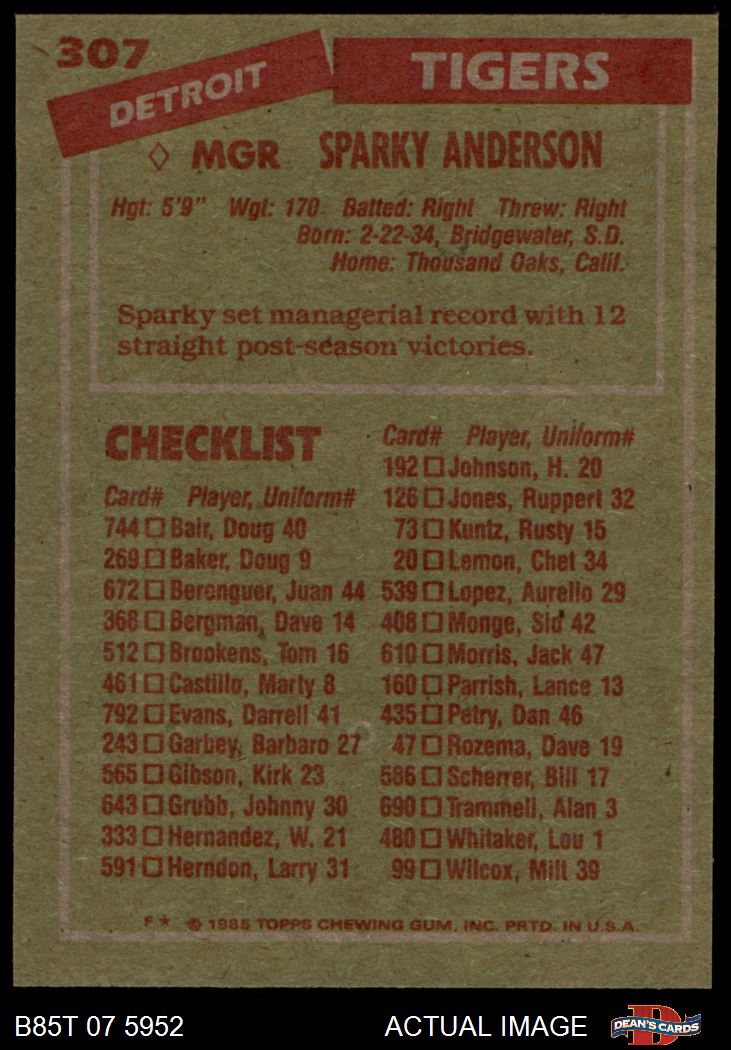 307
DETROIT
TIGERS
MGR SPARKY ANDERSON
Hgt: 5'9" Wgt: 170 Batted: Right Threw: Right
Born: 2-22-34, Bridgewater, S.D.
Home: Thousand Oaks, Calif.
Sparky set managerial record with 12
straight post-season victories.
CHECKLIST
Card# Player, Uniform#
744 Bair, Doug 40
269 Baker, Doug 9
672 Berenguer, Juan 44
368 Bergman, Dave 14
512 Brookens, Tom 16
461 Castillo, Marty 8
792 Evans, Darrell 41
243 Garbey, Barbaro 27
565 Gibson, Kirk 23
643 Grubb, Johnny 30
333 Hernandez, W. 21
591 Herndon, Larry 31
Card# Player, Uniform#
192 Johnson, H. 20
126 Jones, Ruppert 32
73 Kuntz, Rusty 15
20 Lemon, Chet 34
539 Lopez, Aurelio 29
408 Monge, Sid 42
610 Morris, Jack 47
160 Parrish, Lance 13
435 Petry, Dan 46
47 Rozema, Dave 19
586 Scherrer, Bill 17
690 Trammell, Alan 3
480 Whitaker, Lou 1
99 Wilcox, Milt 39
F* © 1985 TOPPS CHEWING GUM, INC. PRTD. IN U.S.A.
B85T 07 5952
ACTUAL IMAGE
D
DEAN'S CARDS